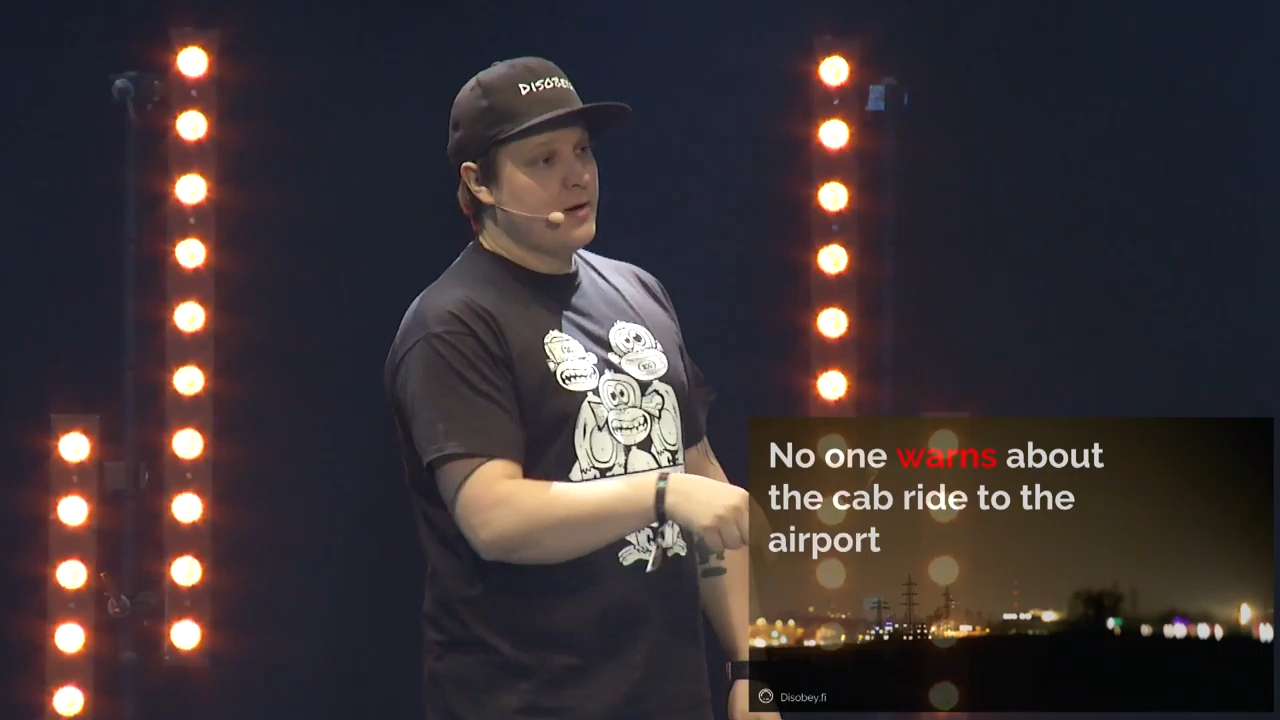 DISOBEY
No one warns about
the cab ride to the
airport
Disobey.fi